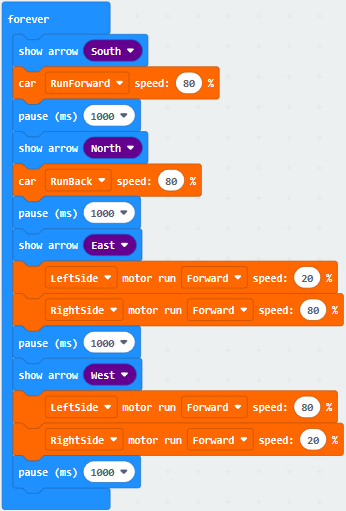 forever
show arrow South
car RunForward speed: 80 %
pause (ms) 1000
show arrow North
car RunBack speed: 80 %
pause (ms) 1000
show arrow East
LeftSide motor run Forward speed: 20 %
RightSide motor run Forward speed: 80 %
pause (ms) 1000
show arrow West
LeftSide motor run Forward speed: 80 %
RightSide motor run Forward speed: 20 %
pause (ms) 1000